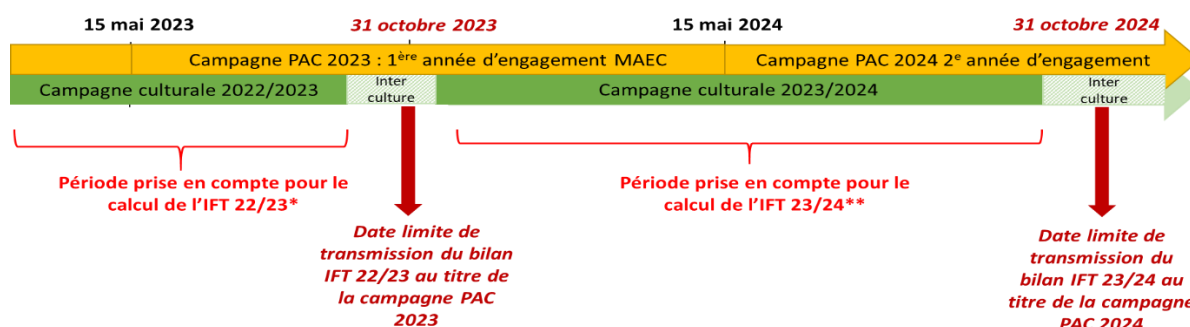 15 mai 2023
31 octobre 2023
15 mai 2024
31 octobre 2024
Campagne PAC 2023 : 1ère année d’engagement MAEC
Campagne PAC 2024 2e année d’engagement
Campagne culturale 2022/2023
Inter
culture
Campagne culturale 2023/2024
Inter
culture
Période prise en compte pour le
calcul de l’IFT 22/23*
Période prise en compte pour le
calcul de l’IFT 23/24**
Date limite de
transmission du bilan
IFT 22/23 au titre de
la campagne PAC
2023
Date limite de
transmission du
bilan IFT 23/24 au
titre de la campagne
PAC 2024